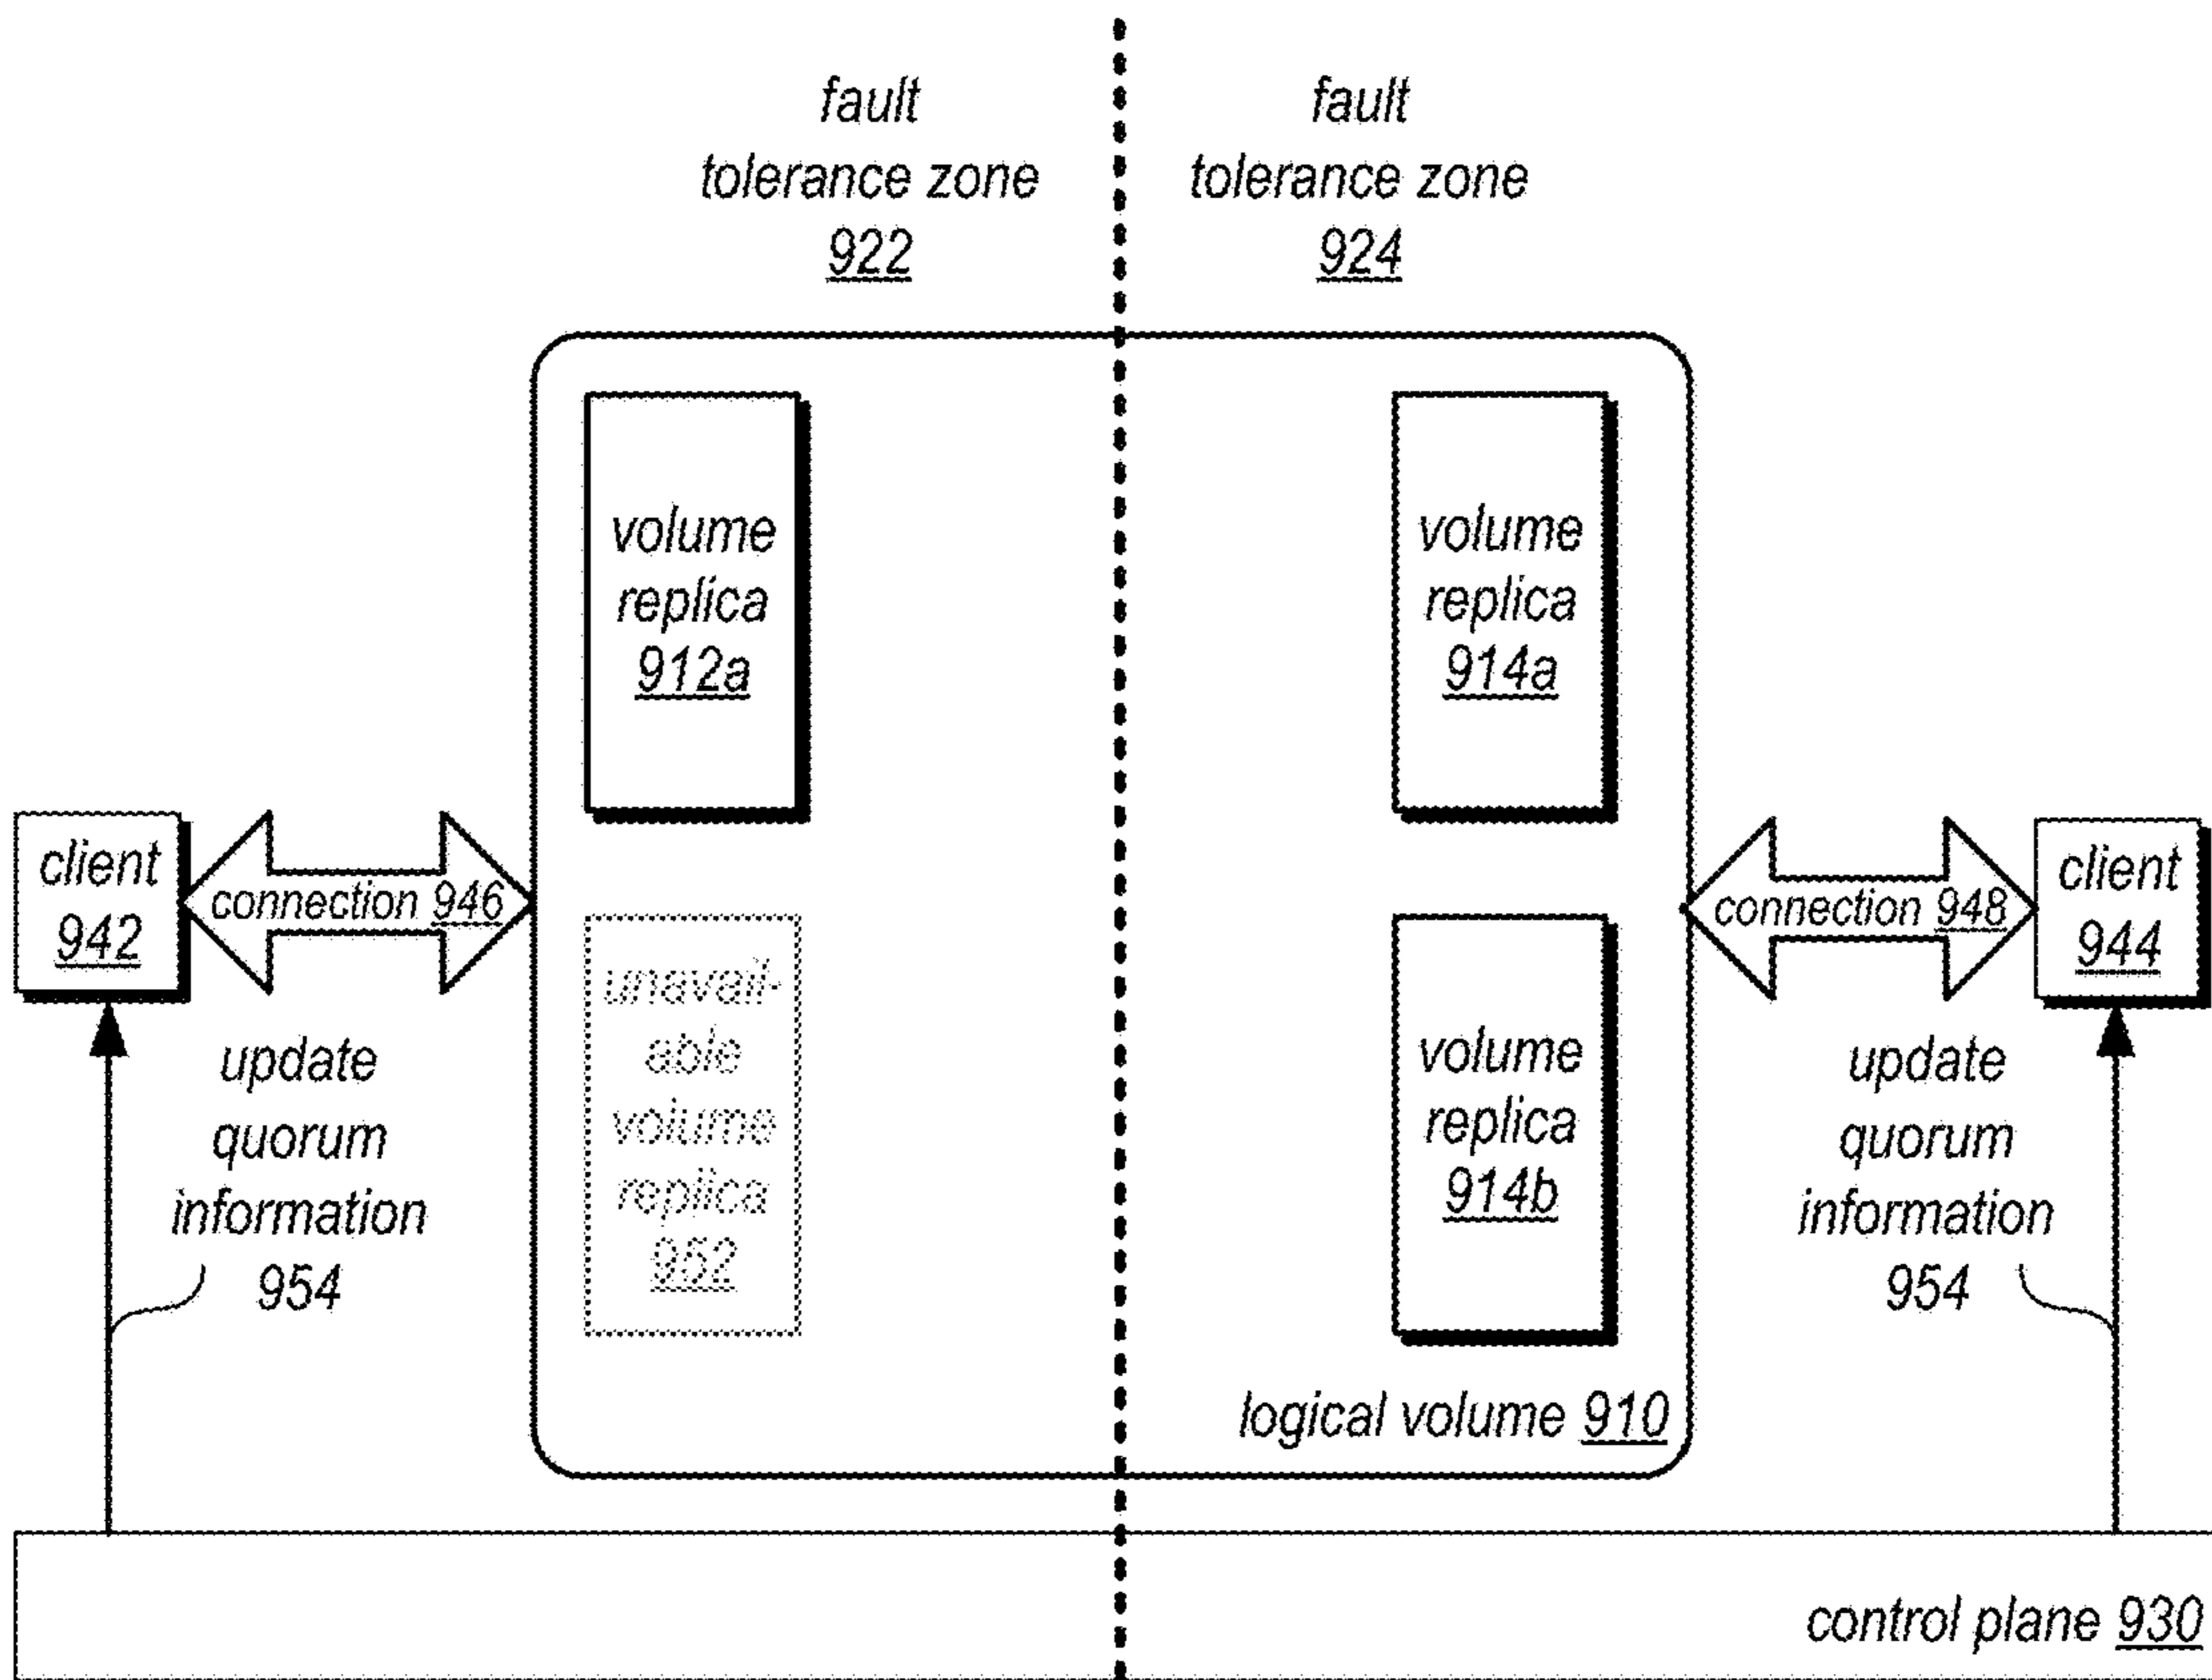 fault
tolerance zone
922
fault
tolerance zone
924
volume
replica
912a
volume
replica
914a
client
942
connection 946
connection 948
client
944
unavail-
able
volume
replica
952
volume
replica
914b
update
quorum
information
954
update
quorum
information
954
logical volume 910
control plane 930